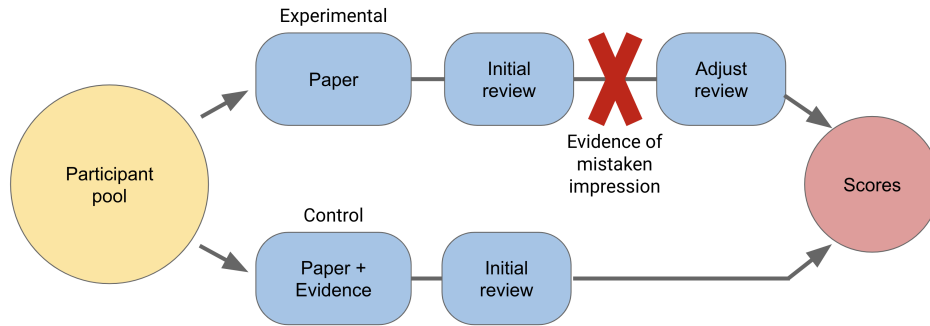 Experimental
Paper
Initial
review
Adjust
review
Evidence of
mistaken
impression
Participant
pool
Scores
Control
Paper +
Evidence
Initial
review